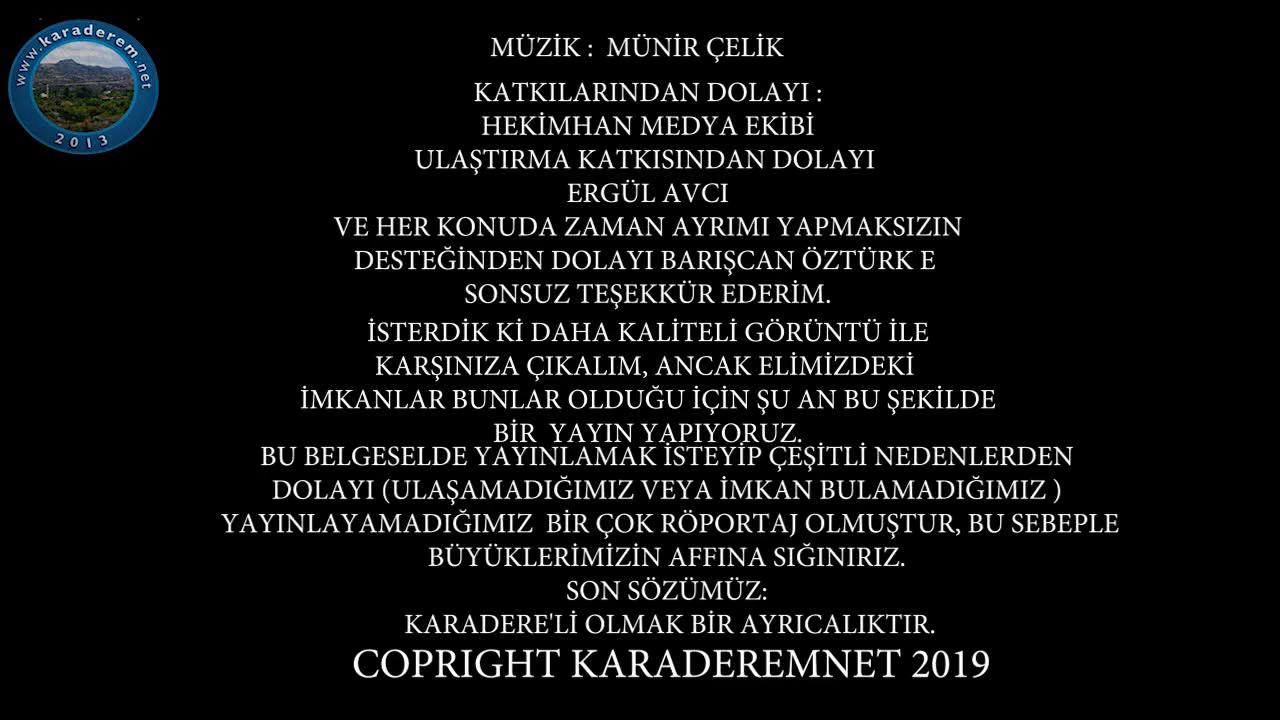 www.karaderem.net
2013
MÜZİK : MÜNİR ÇELİK
KATKILARINDAN DOLAYI :
HEKİMHAN MEDYA EKİBİ
ULAŞTIRMA KATKISINDAN DOLAYI
ERGÜL AVCI
VE HER KONUDA ZAMAN AYRIMI YAPMAKSIZIN
DESTEĞİNDEN DOLAYI BARIŞCAN ÖZTÜRK E
SONSUZ TEŞEKKÜR EDERİM.
İSTERDİK Kİ DAHA KALİTELİ GÖRÜNTÜ İLE
KARŞINIZA ÇIKALIM, ANCAK ELİMİZDEKİ
İMKANLAR BUNLAR OLDUĞU İÇİN ŞU AN BU ŞEKİLDE
BİR YAYIN YAPIYORUZ.
BU BELGESELDE YAYINLAMAK İSTEYİP ÇEŞİTLİ NEDENLERDEN
DOLAYI (ULAŞAMADIĞIMIZ VEYA İMKAN BULAMADIĞIMIZ )
YAYINLAYAMADIĞIMIZ BİR ÇOK RÖPORTAJ OLMUŞTUR, BU SEBEPLE
BÜYÜKLERİMİZİN AFFINA SIĞINIRIZ.
SON SÖZÜMÜZ:
KARADERE'Lİ OLMAK BİR AYRICALIKTIR.
COPRIGHT KARADEREMNET 2019